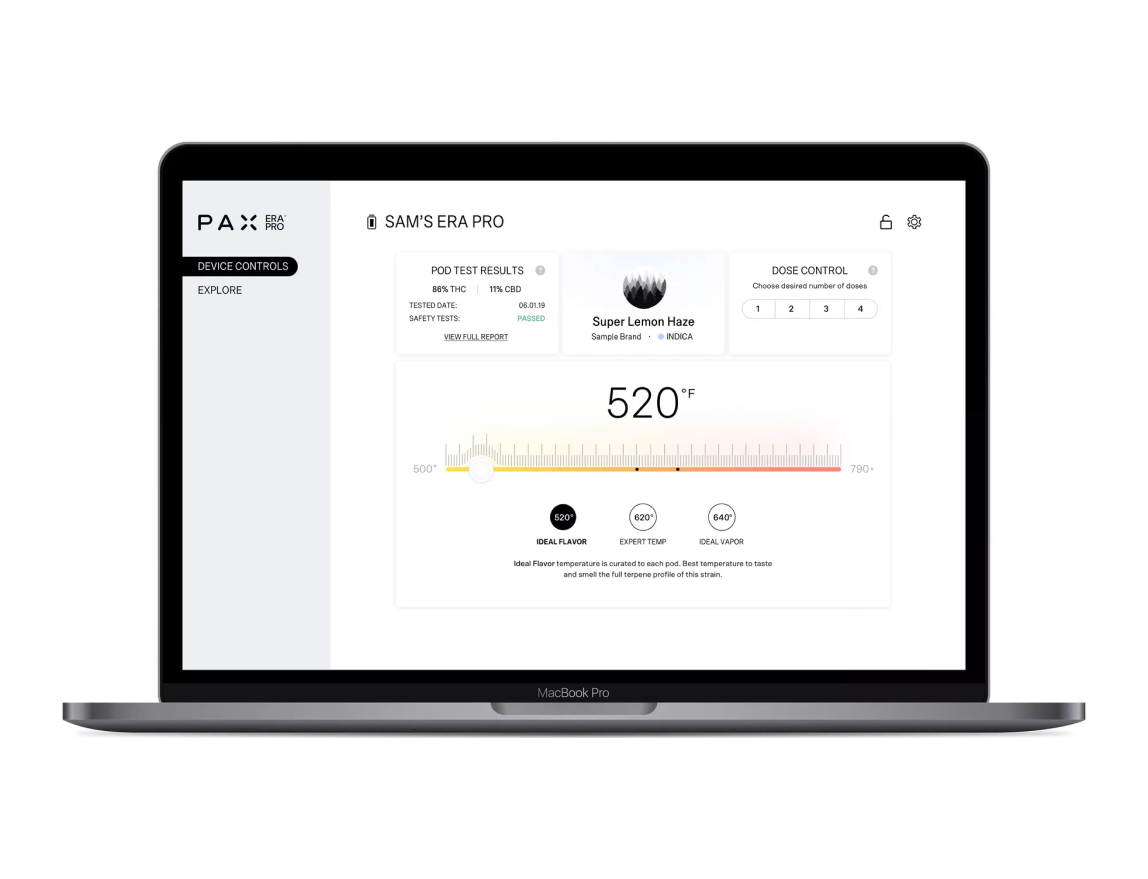 PAX ERA PRO
DEVICE CONTROLS
EXPLORE
SAM'S ERA PRO
POD TEST RESULTS ?
86% THC | 11% CBD
TESTED DATE: 06.01.19
SAFETY TESTS: PASSED
VIEW FULL REPORT
Super Lemon Haze
Sample Brand · INDICA
DOSE CONTROL ?
Choose desired number of doses
1 2 3 4
520°F
500°
790°
520° 620° 640°
IDEAL FLAVOR EXPERT TEMP IDEAL VAPOR
Ideal Flavor temperature is curated to each pod. Best temperature to taste
and smell the full terpene profile of this strain.
MacBook Pro